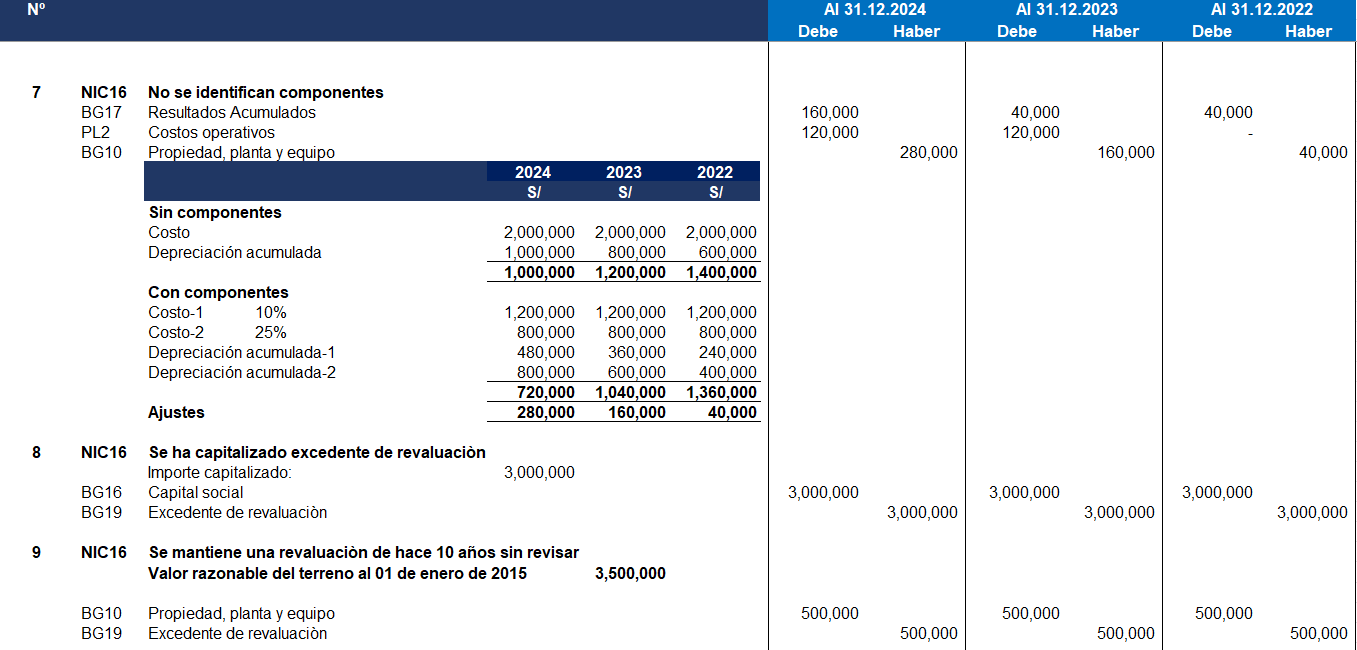 Nº Al 31.12.2024 Al 31.12.2023 Al 31.12.2022
Debe Haber Debe Haber Debe Haber
7 NIC16 No se identifican componentes
BG17 Resultados Acumulados 160,000 40,000 40,000
PL2 Costos operativos 120,000 120,000 -
BG10 Propiedad, planta y equipo 280,000 160,000 40,000
2024 2023 2022
S/ S/ S/
Sin componentes
Costo 2,000,000 2,000,000 2,000,000
Depreciación acumulada 1,000,000 800,000 600,000
1,000,000 1,200,000 1,400,000
Con componentes
Costo-1 10% 1,200,000 1,200,000 1,200,000
Costo-2 25% 800,000 800,000 800,000
Depreciación acumulada-1 480,000 360,000 240,000
Depreciación acumulada-2 800,000 600,000 400,000
720,000 1,040,000 1,360,000
Ajustes 280,000 160,000 40,000
8 NIC16 Se ha capitalizado excedente de revaluaciòn
Importe capitalizado: 3,000,000
BG16 Capital social 3,000,000 3,000,000 3,000,000
BG19 Excedente de revaluaciòn 3,000,000 3,000,000 3,000,000
9 NIC16 Se mantiene una revaluaciòn de hace 10 años sin revisar
Valor razonable del terreno al 01 de enero de 2015 3,500,000
BG10 Propiedad, planta y equipo 500,000 500,000 500,000
BG19 Excedente de revaluaciòn 500,000 500,000 500,000